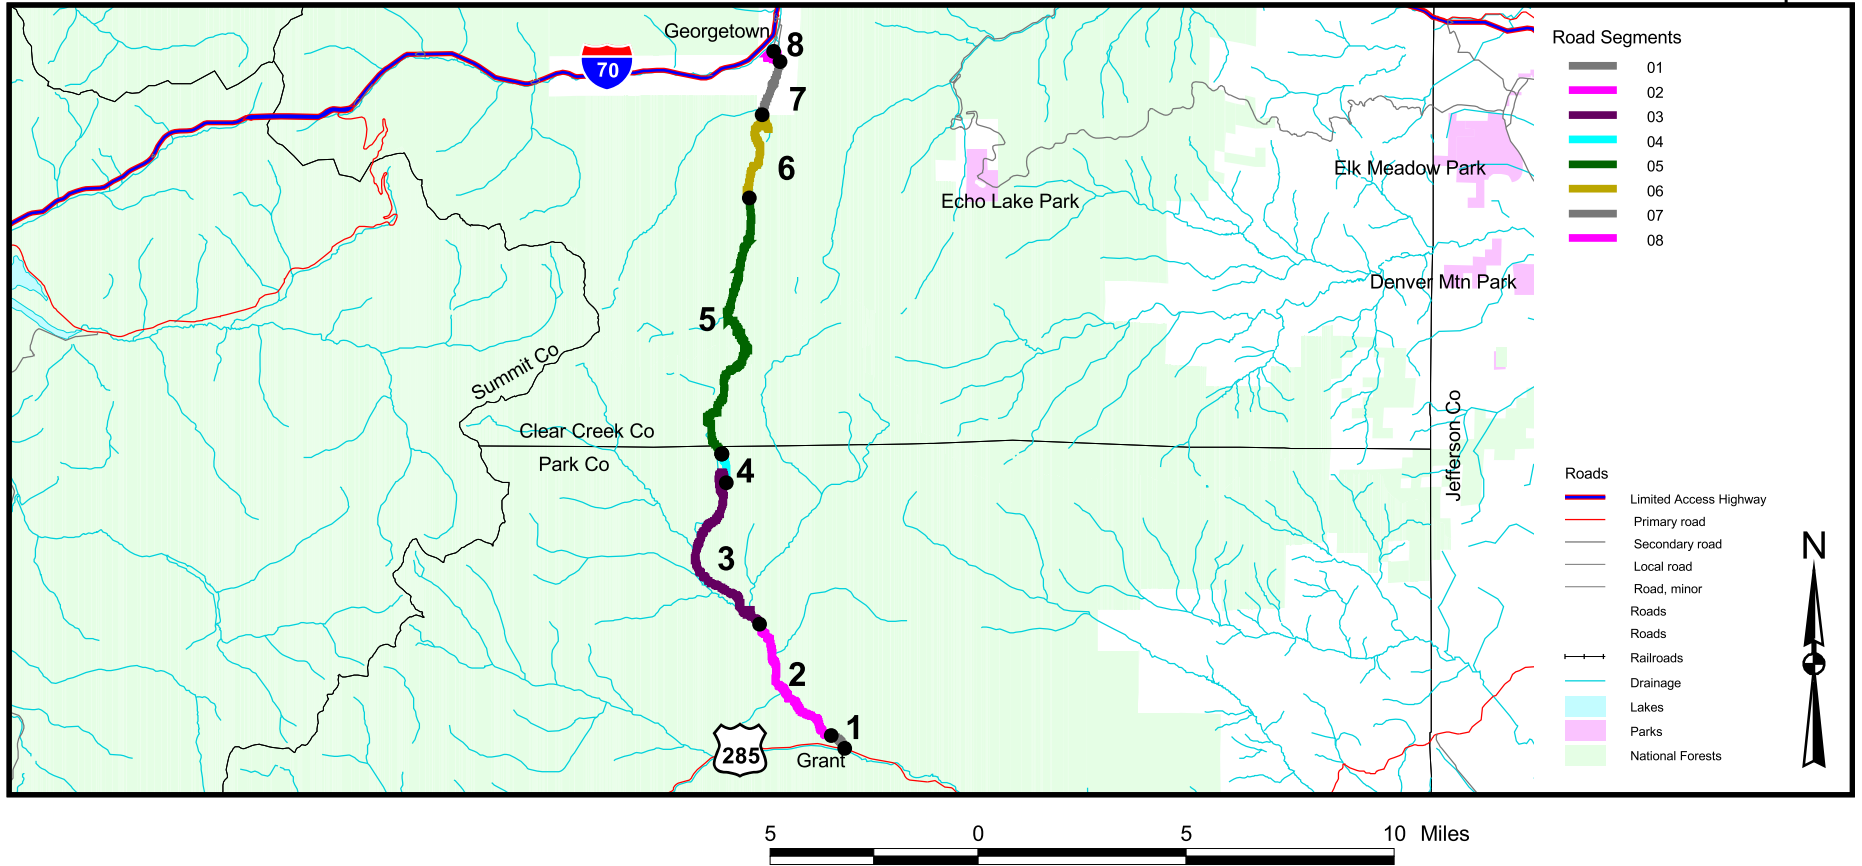 Georgetown
8
70
7
6
Echo Lake Park
Elk Meadow Park
Denver Mtn Park
5
Summit Co
Clear Creek Co
Park Co
Jefferson Co
4
3
2
1
285
Grant
Road Segments
01
02
03
04
05
06
07
08
Roads
Limited Access Highway
Primary road
Secondary road
Local road
Road, minor
Roads
Roads
Railroads
Drainage
Lakes
Parks
National Forests
N
5 0 5 10 Miles